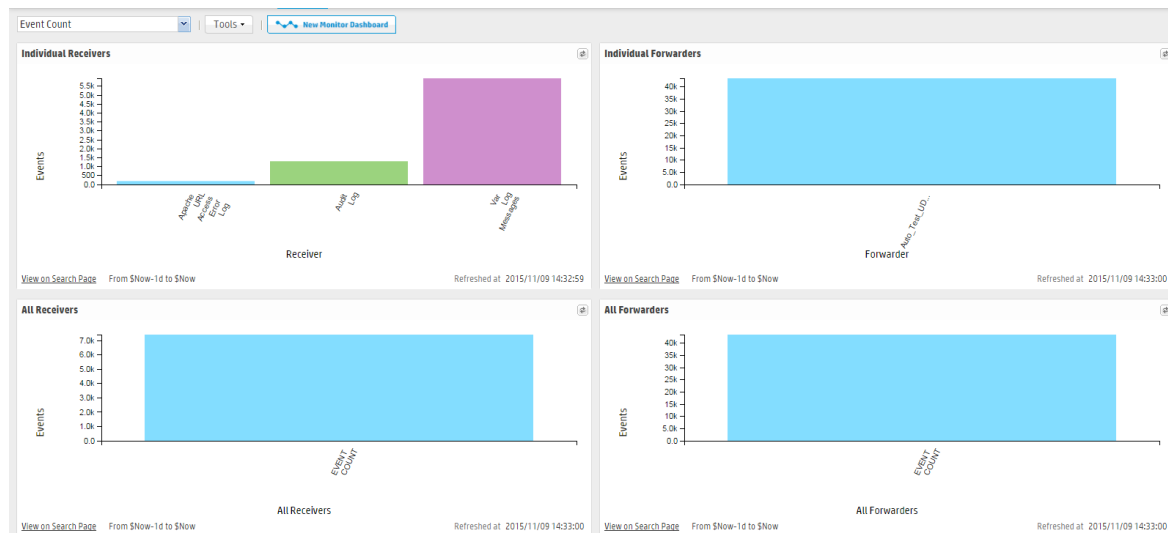 Event Count
Tools
New Monitor Dashboard
Individual Receivers
5.5k
5.0k
4.5k
4.0k
3.5k
3.0k
2.5k
2.0k
1.5k
1.0k
500
0.0
Events
Apache
URL
Access
Error
Log
Audit
Log
Var
Log
Messages
Receiver
View on Search Page From $Now-1d to $Now Refreshed at 2015/11/09 14:32:59
Individual Forwarders
40k
35k
30k
25k
20k
15k
10k
5.0k
0.0
Events
Auto_Test_UD...
Forwarder
View on Search Page From $Now-1d to $Now Refreshed at 2015/11/09 14:33:00
All Receivers
7.0k
6.0k
5.0k
4.0k
3.0k
2.0k
1.0k
0.0
Events
EVENT
COUNT
All Receivers
View on Search Page From $Now-1d to $Now Refreshed at 2015/11/09 14:33:00
All Forwarders
40k
35k
30k
25k
20k
15k
10k
5.0k
0.0
Events
EVENT
COUNT
All Forwarders
View on Search Page From $Now-1d to $Now Refreshed at 2015/11/09 14:33:00